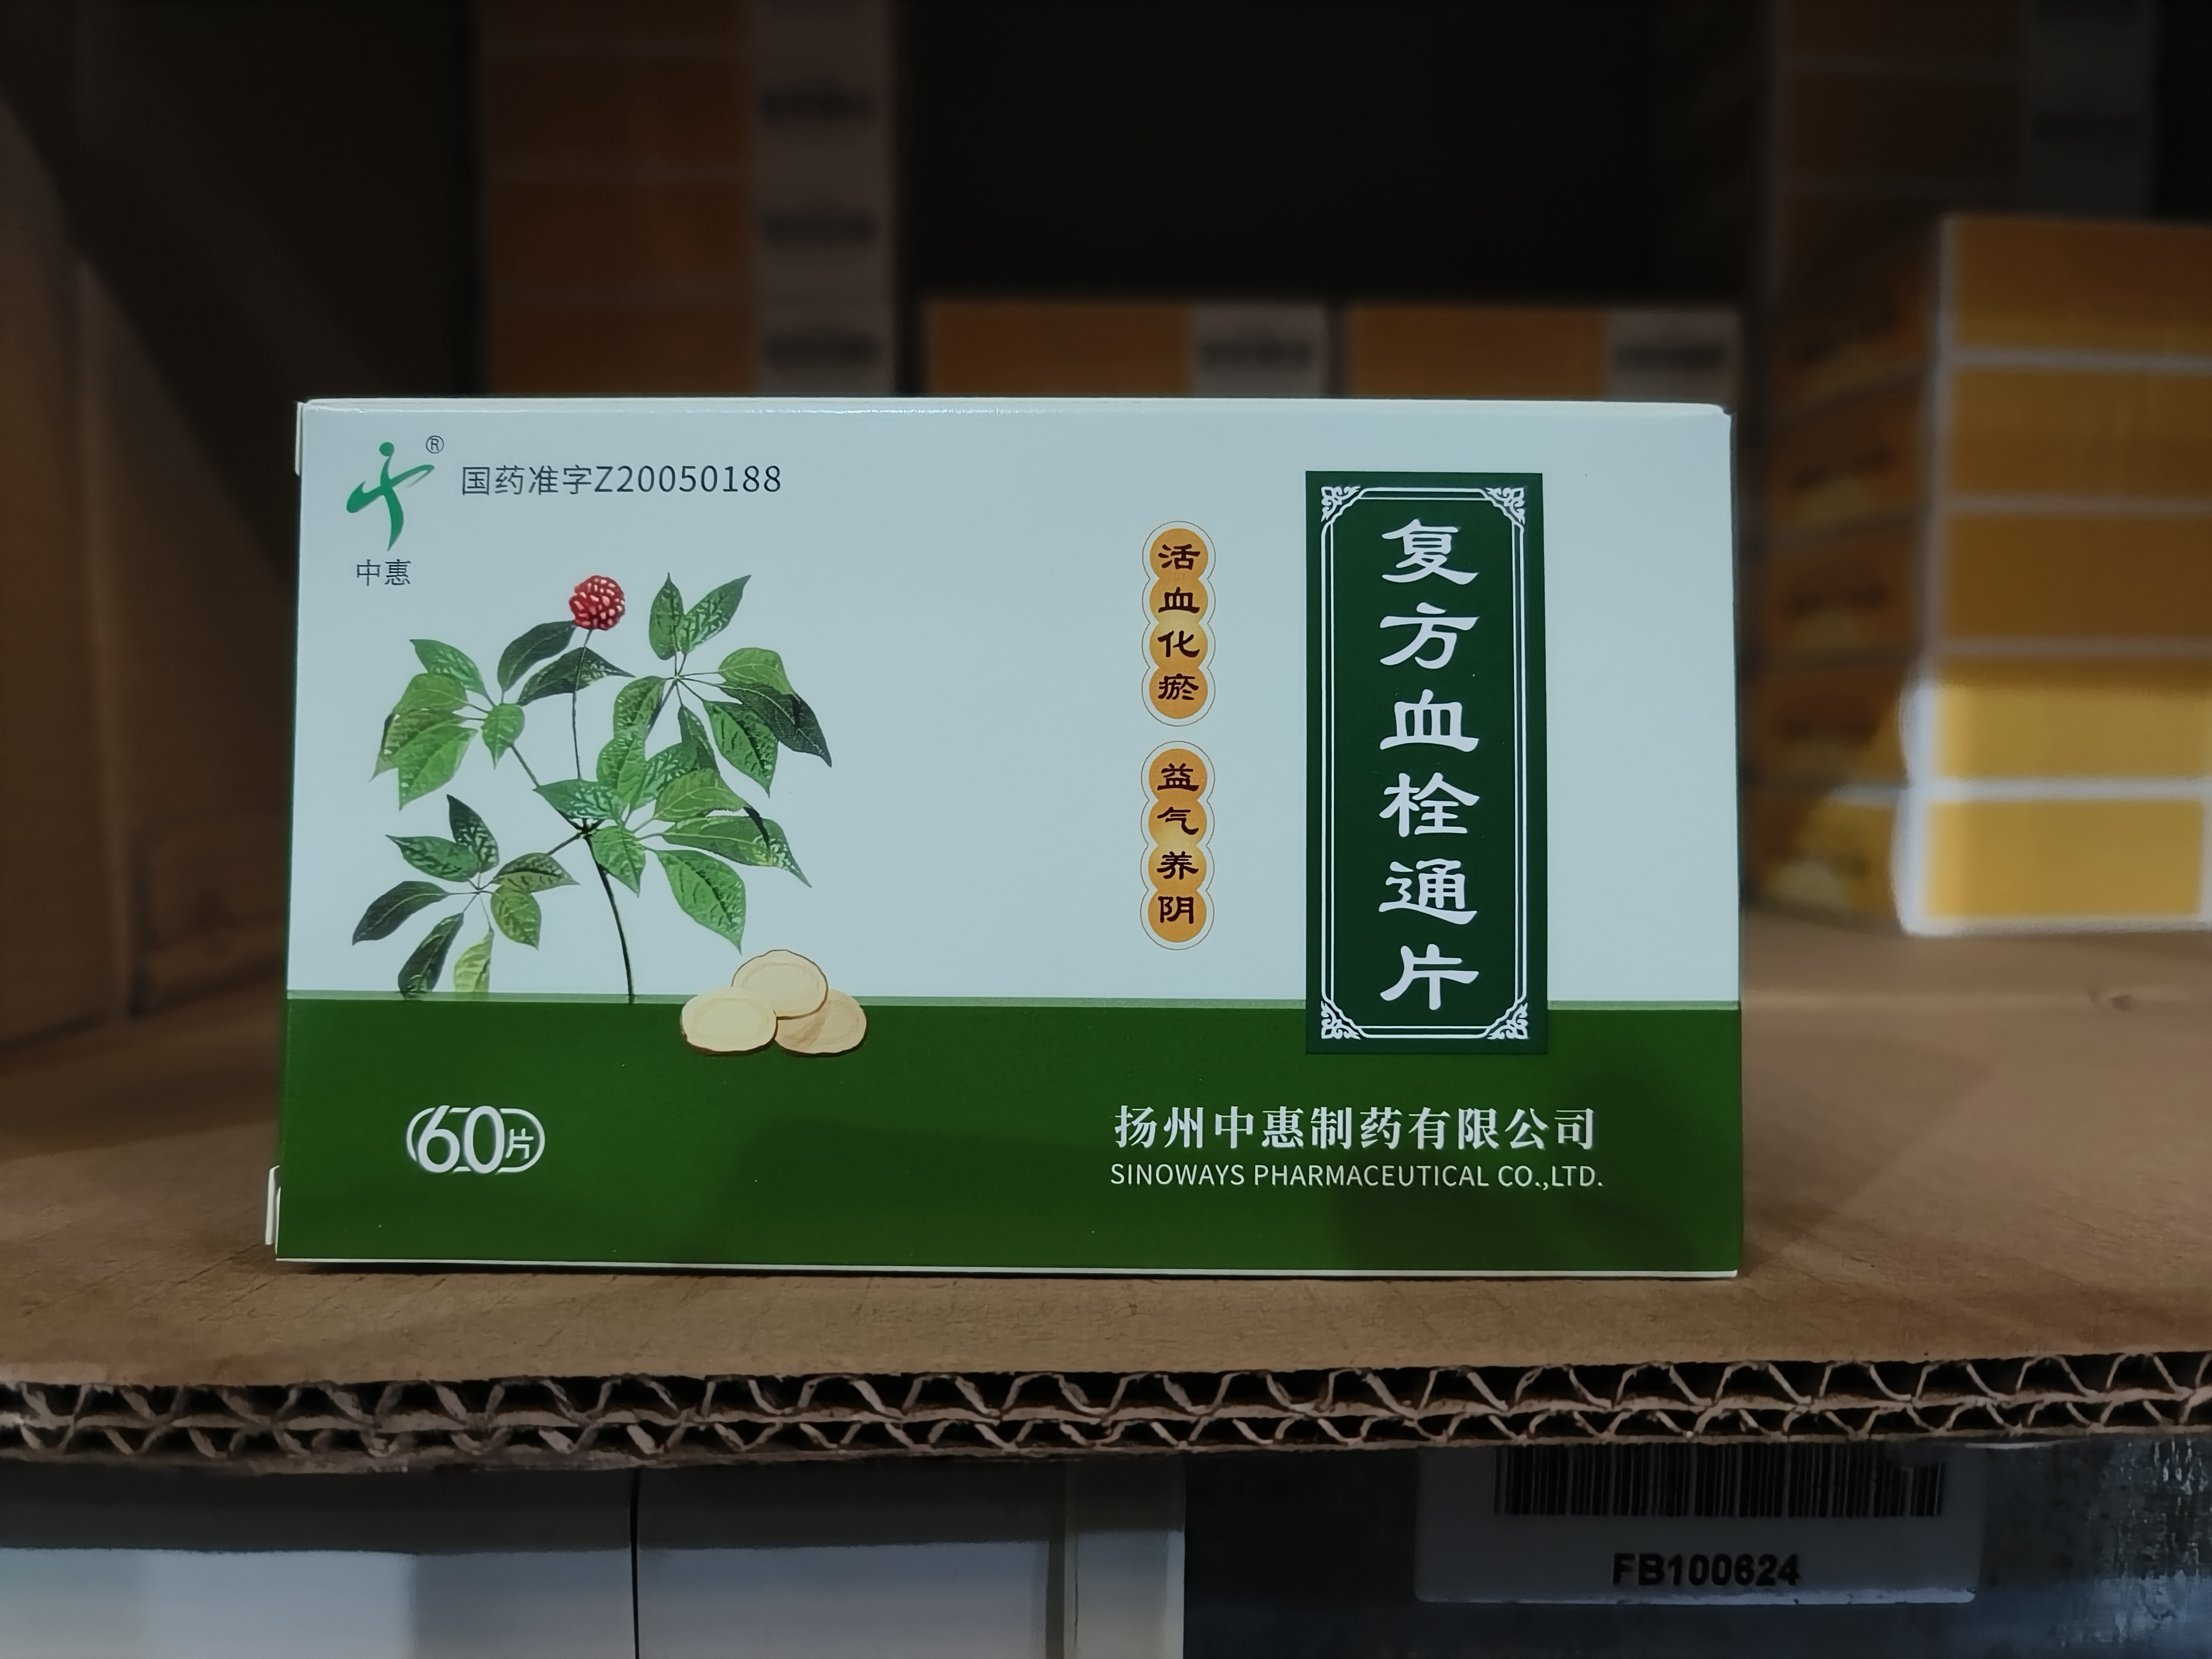 ®
国药准字Z20050188
中惠
复方血栓通片
活血化瘀
益气养阴
60片
扬州中惠制药有限公司
SINOWAYS PHARMACEUTICAL CO.,LTD.
FB100624